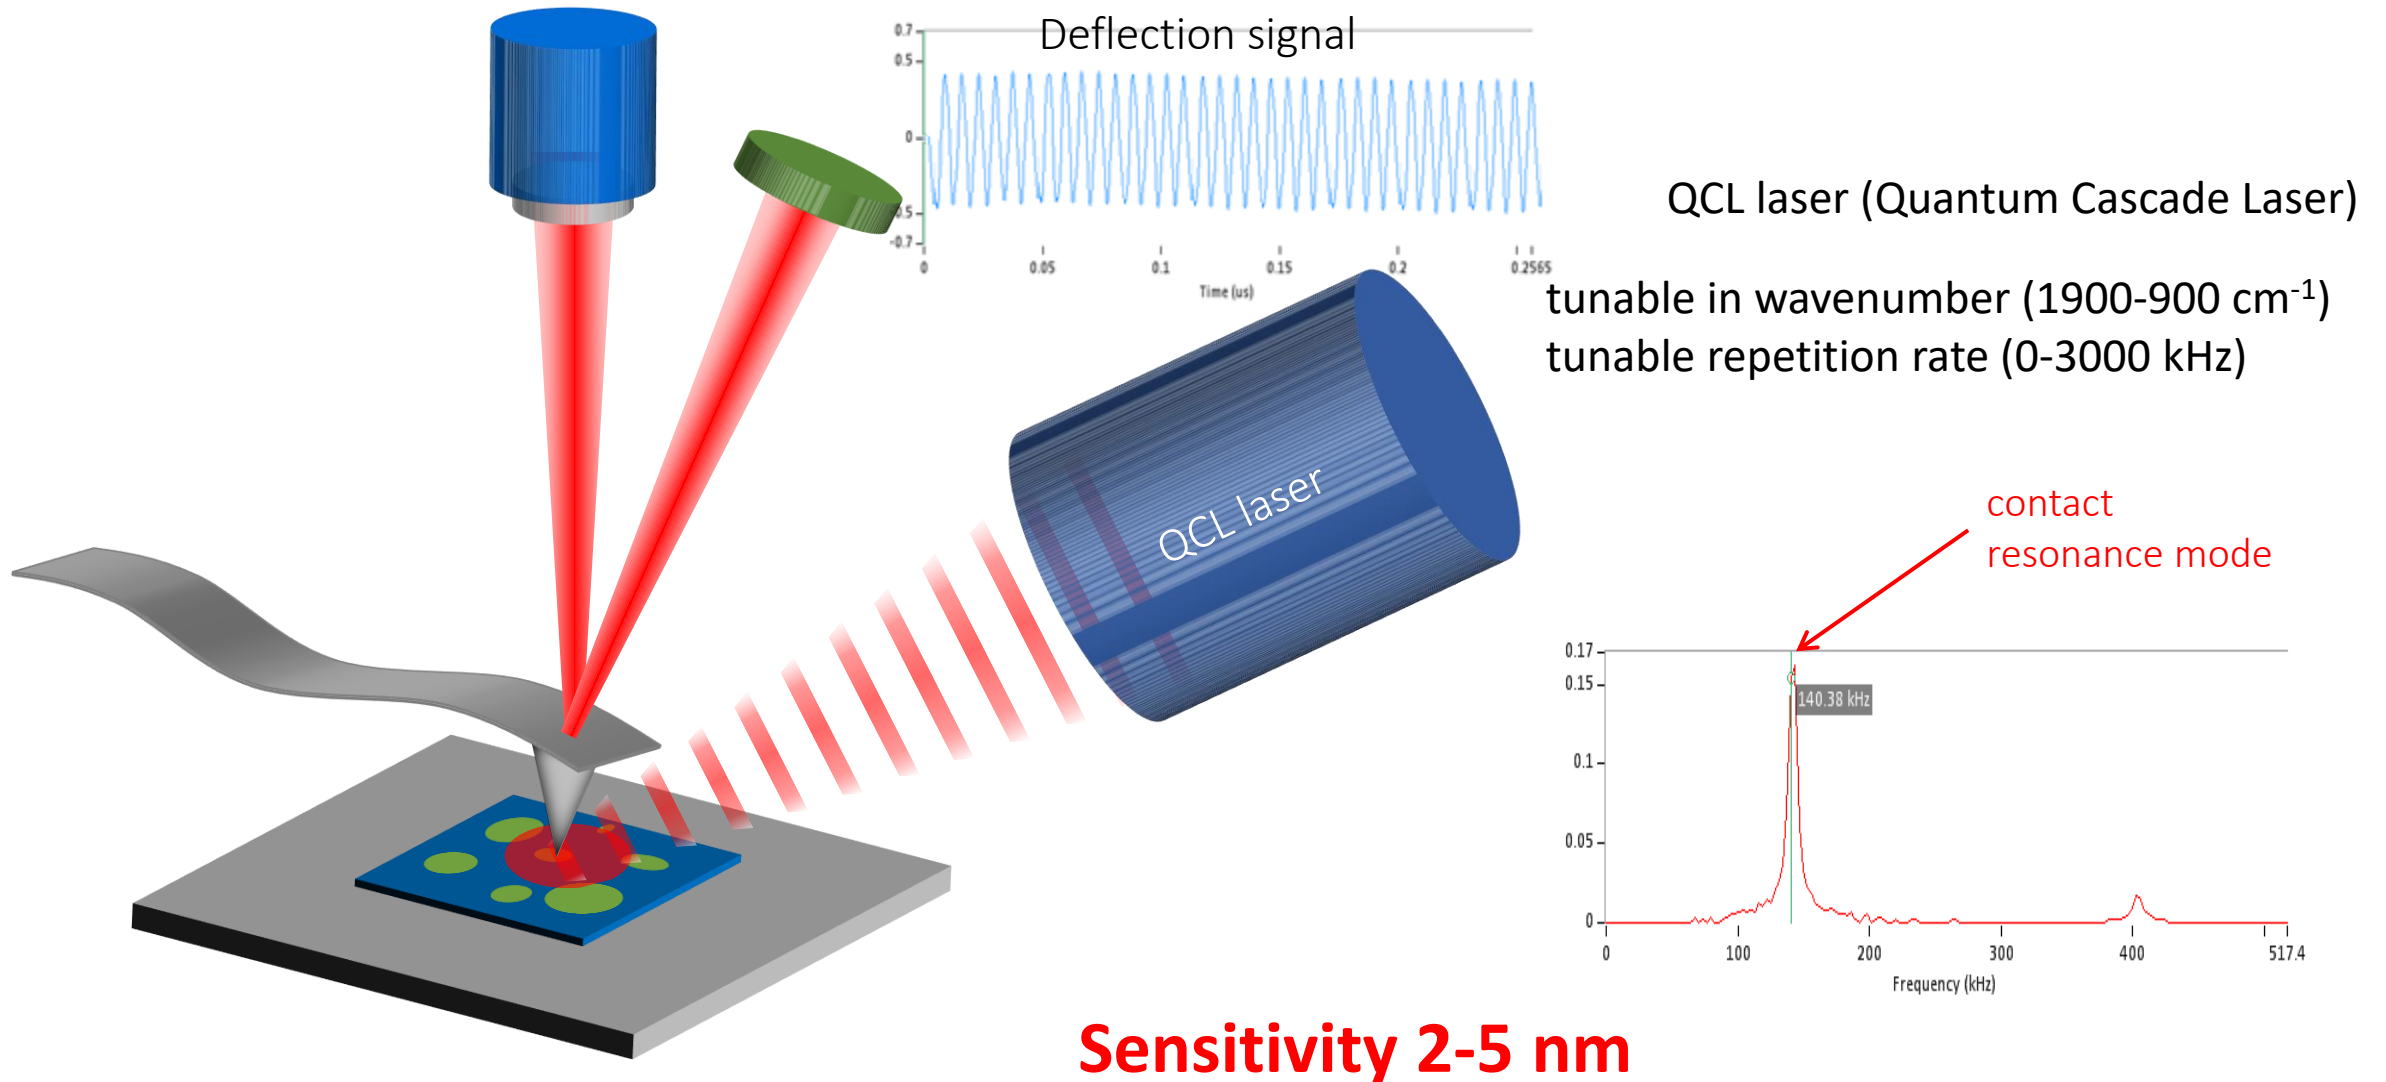 Deflection signal
0.7
0.5
0
0.5
-0.7
0
0.05
0.1
0.15
0.2
0.2565
Time (us)
QCL laser (Quantum Cascade Laser)
tunable in wavenumber (1900-900 cm⁻¹)
tunable repetition rate (0-3000 kHz)
QCL laser
contact
resonance mode
0.17
0.15
0.1
0.05
0
140.38 kHz
0
100
200
300
400
517.4
Frequency (kHz)
Sensitivity 2-5 nm